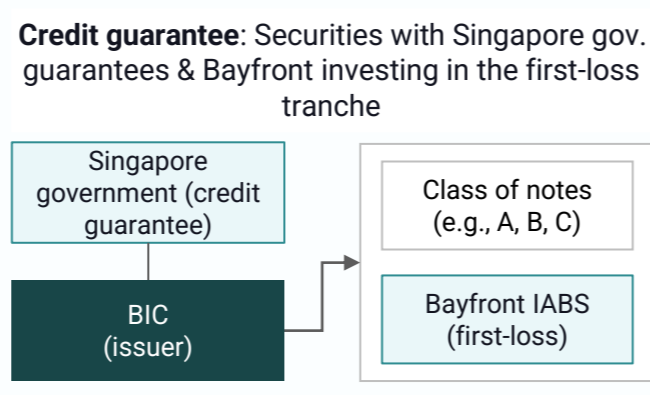 Credit guarantee: Securities with Singapore gov.
guarantees & Bayfront investing in the first-loss
tranche
Singapore
government (credit
guarantee)
BIC
(issuer)
Class of notes
(e.g., A, B, C)
Bayfront IABS
(first-loss)